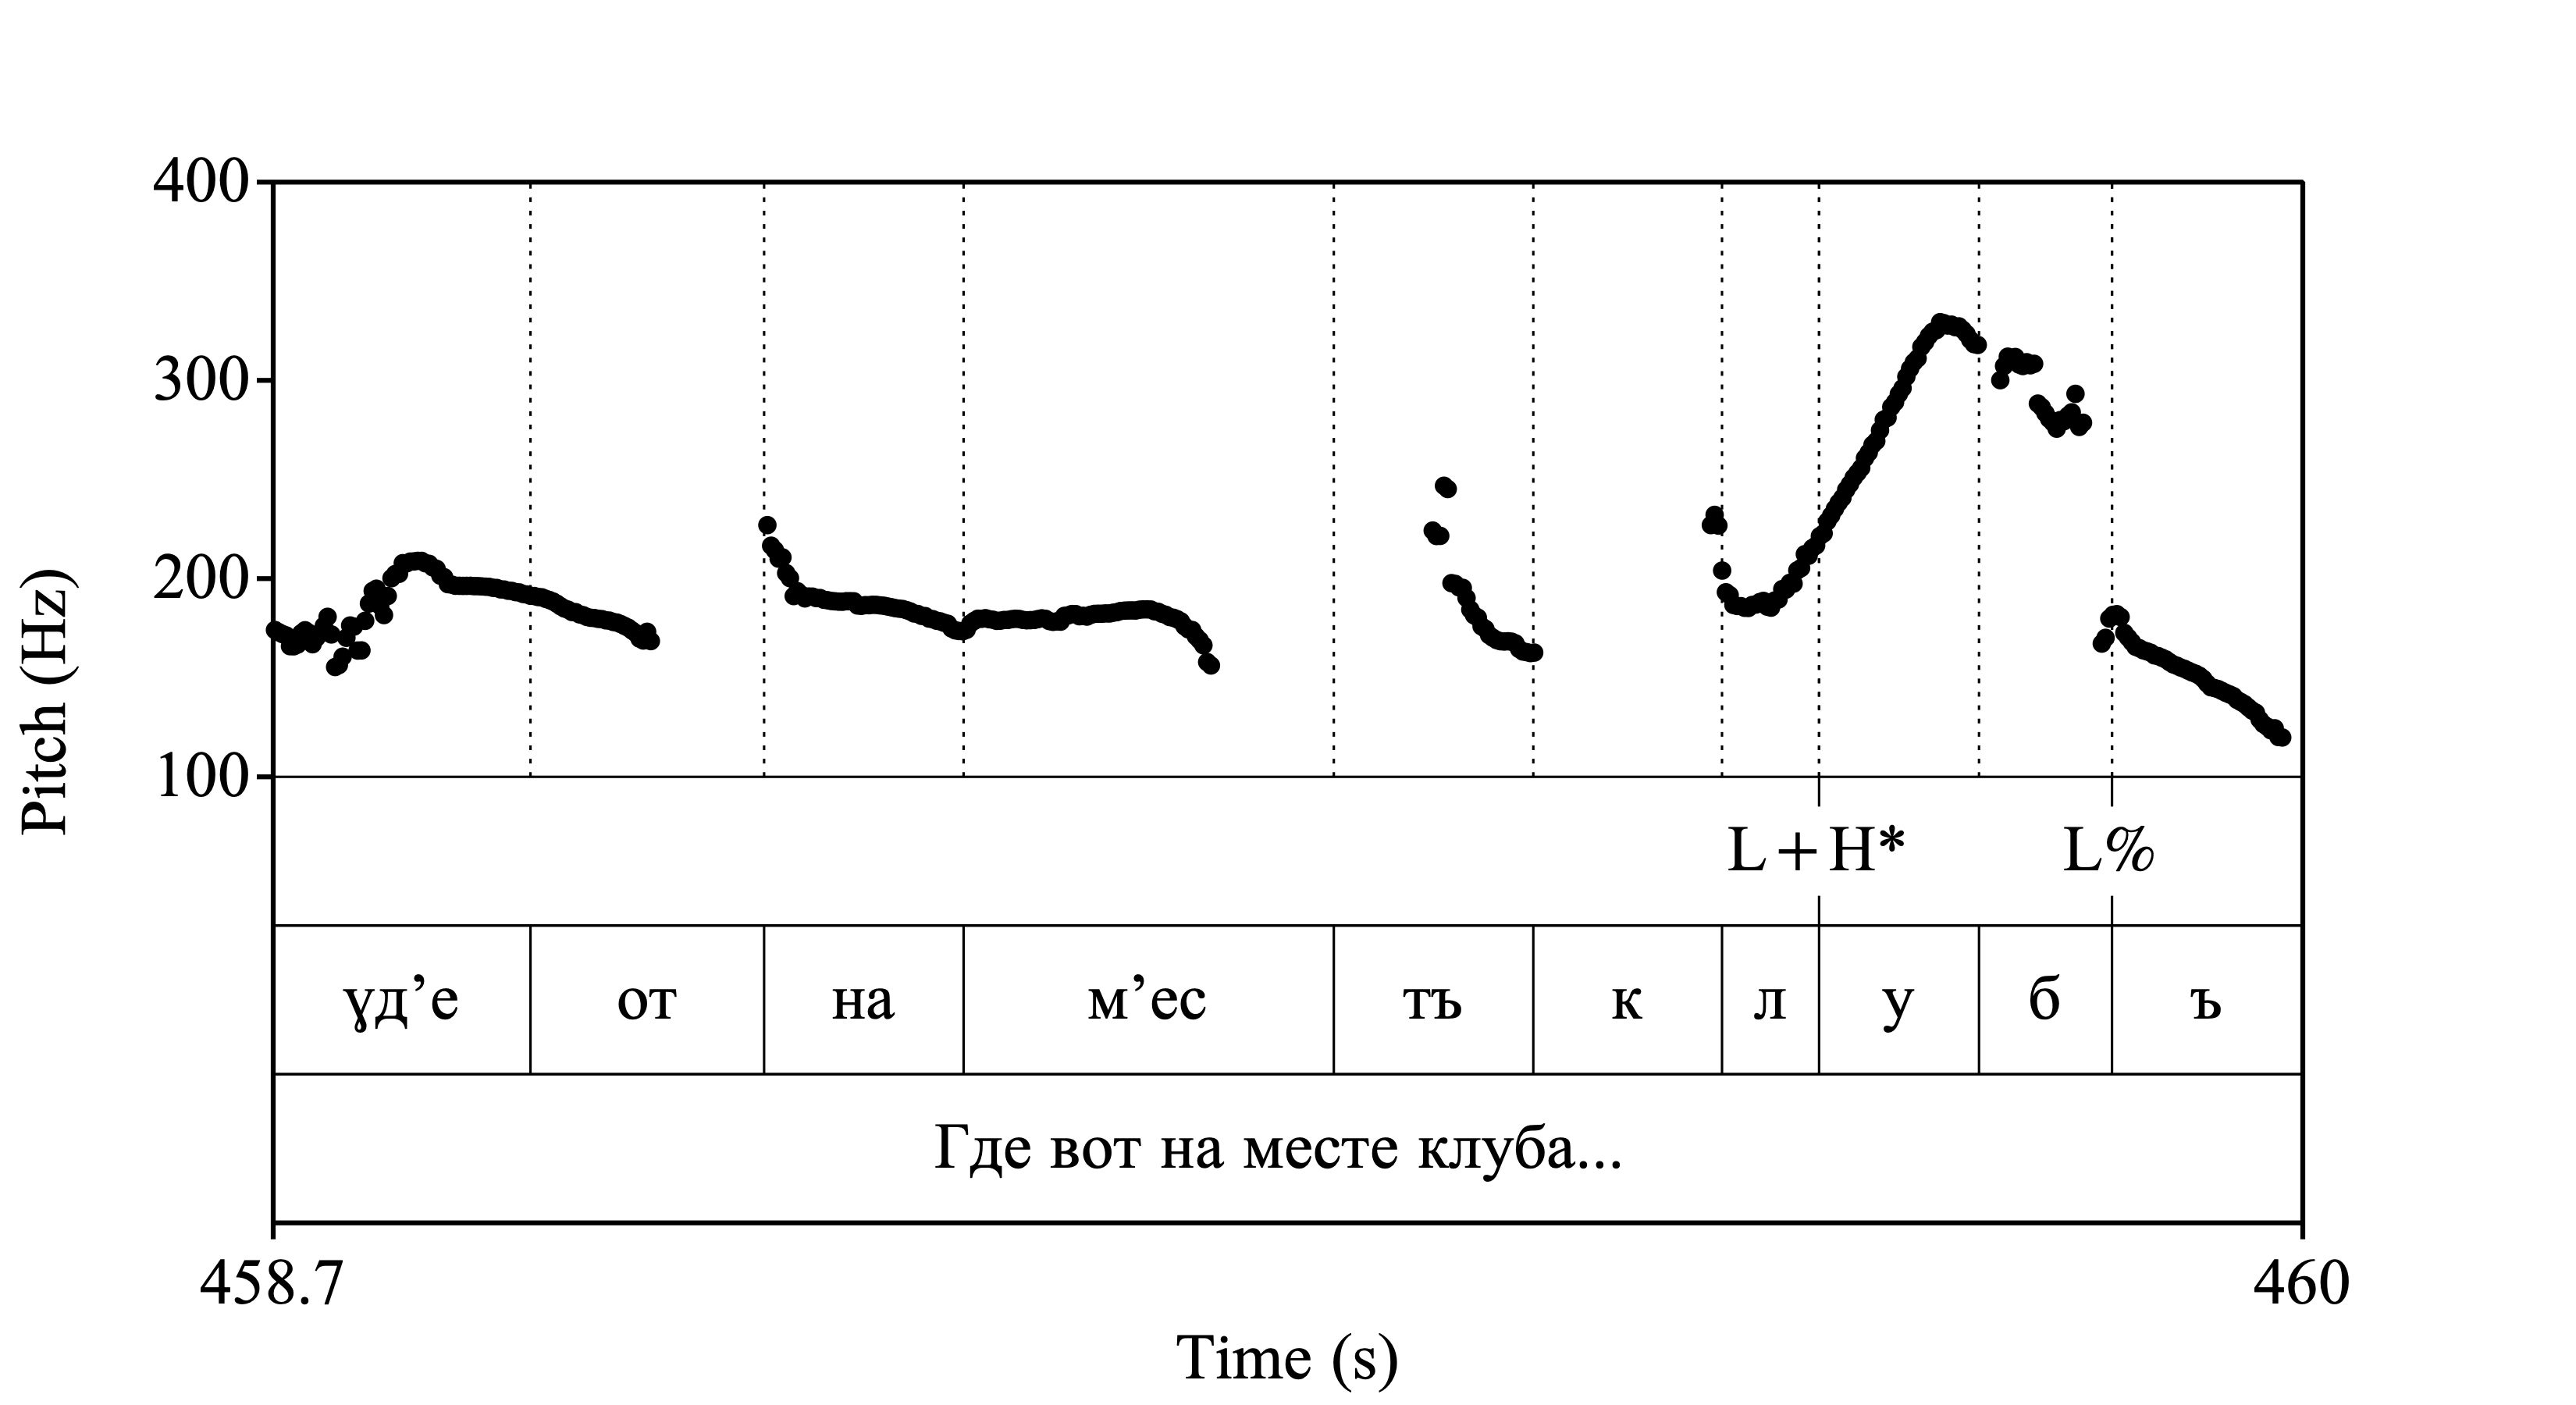 400
300
200
100
Pitch (Hz)
L+H* L%
ɣд’е от на м’ес тъ к л у б ъ
Где вот на месте клуба...
458.7 460
Time (s)